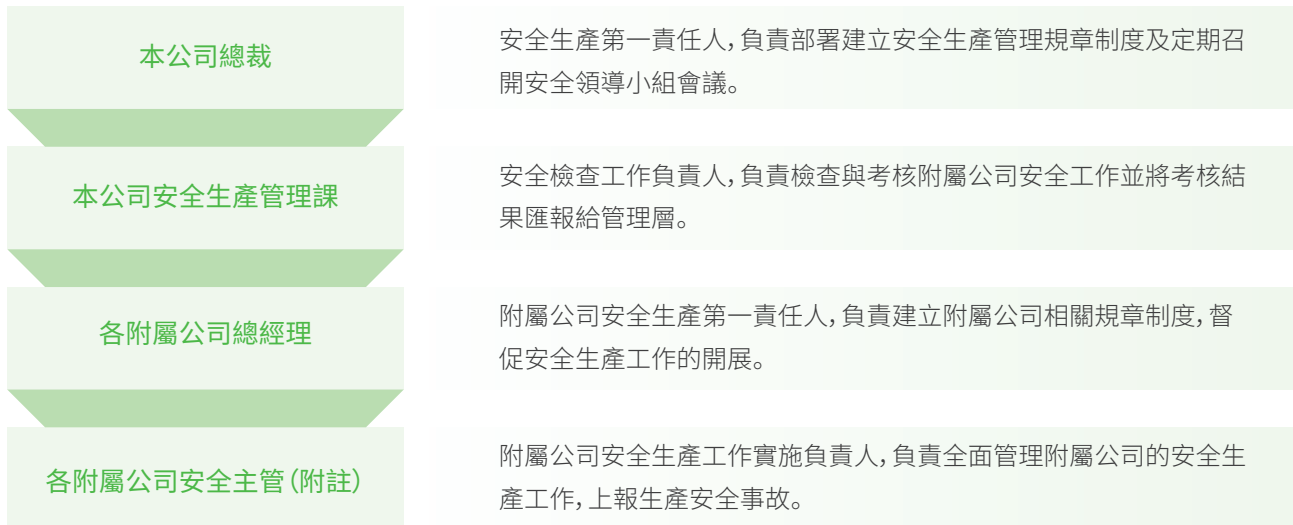 本公司總裁
安全生產第一責任人，負責部署建立安全生產管理規章制度及定期召
開安全領導小組會議。
本公司安全生產管理課
安全檢查工作負責人，負責檢查與考核附屬公司安全工作並將考核結
果匯報給管理層。
各附屬公司總經理
附屬公司安全生產第一責任人，負責建立附屬公司相關規章制度，督
促安全生產工作的開展。
各附屬公司安全主管（附註）
附屬公司安全生產工作實施負責人，負責全面管理附屬公司的安全生
產工作，上報生產安全事故。